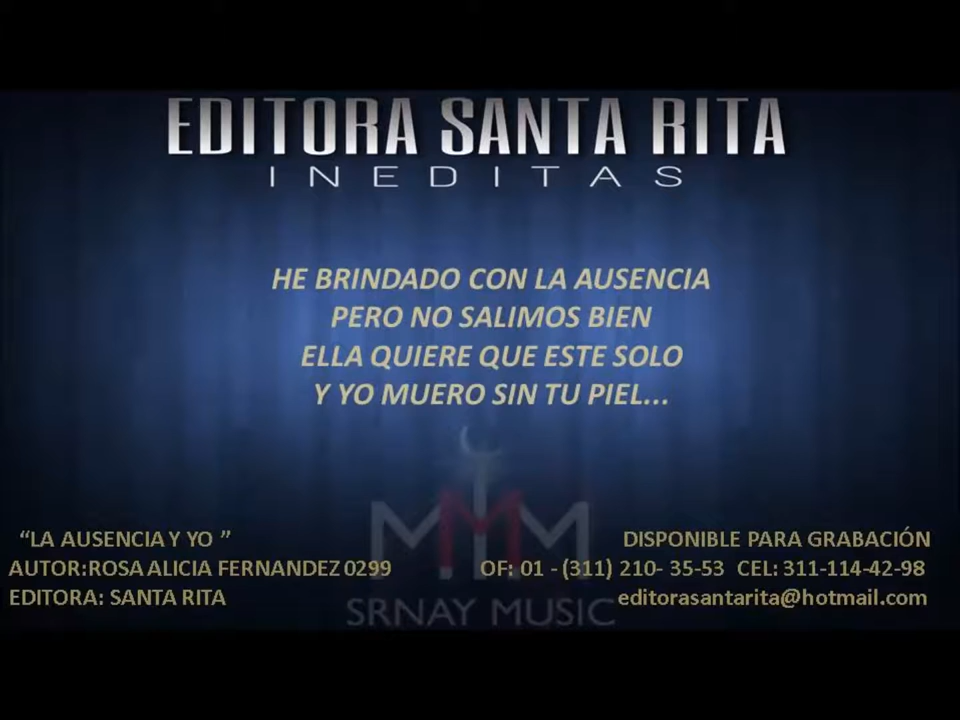 EDITORA SANTA RITA
INEDITAS
HE BRINDADO CON LA AUSENCIA
PERO NO SALIMOS BIEN
ELLA QUIERE QUE ESTE SOLO
Y YO MUERO SIN TU PIEL...
MMM
SRNAY MUSIC
“LA AUSENCIA Y YO ”
AUTOR:ROSA ALICIA FERNANDEZ 0299
EDITORA: SANTA RITA
DISPONIBLE PARA GRABACIÓN
OF: 01 - (311) 210- 35-53 CEL: 311-114-42-98
editorasantarita@hotmail.com